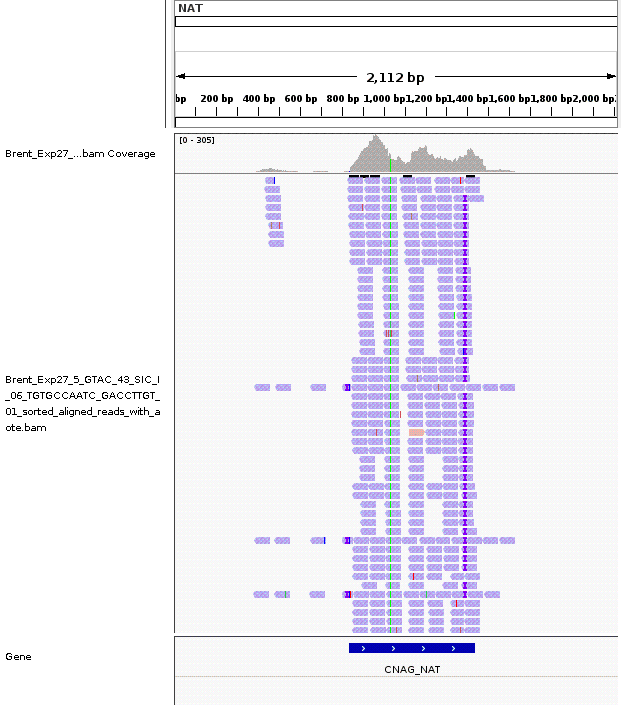 NAT
2,112 bp
bp 200 bp 400 bp 600 bp 800 bp 1,000 bp 1,200 bp 1,400 bp 1,600 bp 1,800 bp 2,000 bp 2
[0 - 305]
Brent_Exp27_...bam Coverage
Brent_Exp27_5_GTAC_43_SIC_I
_06_TGTGCCAATC_GACCTTGT_
01_sorted_aligned_reads_with_a
ote.bam
Gene
CNAG_NAT